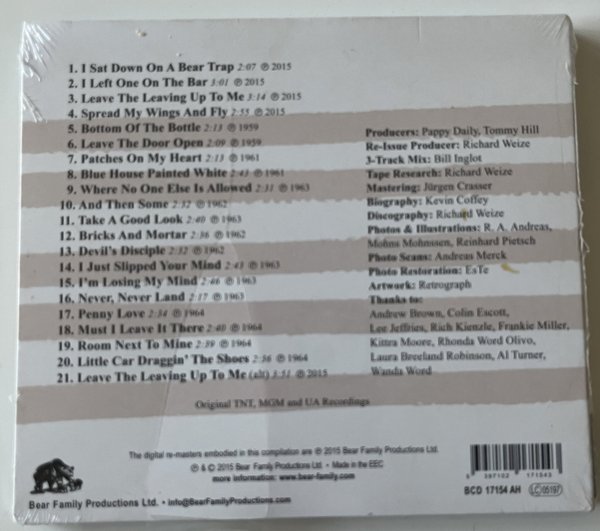 1. I Sat Down On A Bear Trap 2:07 ℗ 2015
2. I Left One On The Bar 3:01 ℗ 2015
3. Leave The Leaving Up To Me 3:14 ℗ 2015
4. Spread My Wings And Fly 2:55 ℗ 2015
5. Bottom Of The Bottle 2:13 ℗ 1959
6. Leave The Door Open 2:09 ℗ 1959
7. Patches On My Heart 2:13 ℗ 1961
8. Blue House Painted White 2:43 ℗ 1961
9. Where No One Else Is Allowed 2:31 ℗ 1963
10. And Then Some 2:32 ℗ 1962
11. Take A Good Look 2:40 ℗ 1963
12. Bricks And Mortar 2:36 ℗ 1962
13. Devil's Disciple 2:32 ℗ 1962
14. I Just Slipped Your Mind 2:43 ℗ 1963
15. I'm Losing My Mind 2:46 ℗ 1963
16. Never, Never Land 2:17 ℗ 1963
17. Penny Love 2:34 ℗ 1964
18. Must I Leave It There 2:40 ℗ 1964
19. Room Next To Mine 2:39 ℗ 1964
20. Little Car Draggin' The Shoes 2:36 ℗ 1964
21. Leave The Leaving Up To Me (alt) 3:51 ℗ 2015
Producers: Pappy Daily, Tommy Hill
Re-Issue Producer: Richard Weize
3-Track Mix: Bill Inglot
Tape Research: Richard Weize
Mastering: Jürgen Crasser
Biography: Kevin Coffey
Discography: Richard Weize
Photos & Illustrations: R. A. Andreas,
Mohns Mohnssen, Reinhard Pietsch
Photo Scans: Andreas Merck
Photo Restoration: EsTe
Artwork: Retrograph
Thanks to:
Andrew Brown, Colin Escott,
Lee Jeffries, Rich Kienzle, Frankie Miller,
Kittra Moore, Rhonda Word Olivo,
Laura Beveland Robinson, Al Turner,
Wanda Word
Original TNT, MGM and UA Recordings
The digital re-masters embodied in this compilation are ℗ 2015 Bear Family Productions Ltd.
℗ & © 2015 Bear Family Productions Ltd. • Made in the EEC
more information: www.bear-family.com
Bear Family Productions Ltd. • info@BearFamilyProductions.com
5 397102 171543
BCD 17154 AH LC 05197